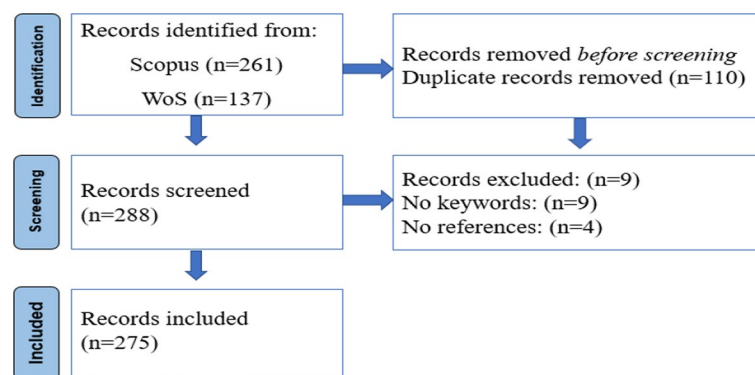 Identification
Records identified from:
Scopus (n=261)
WoS (n=137)
Records removed before screening
Duplicate records removed (n=110)
Screening
Records screened
(n=288)
Records excluded: (n=9)
No keywords: (n=9)
No references: (n=4)
Included
Records included
(n=275)